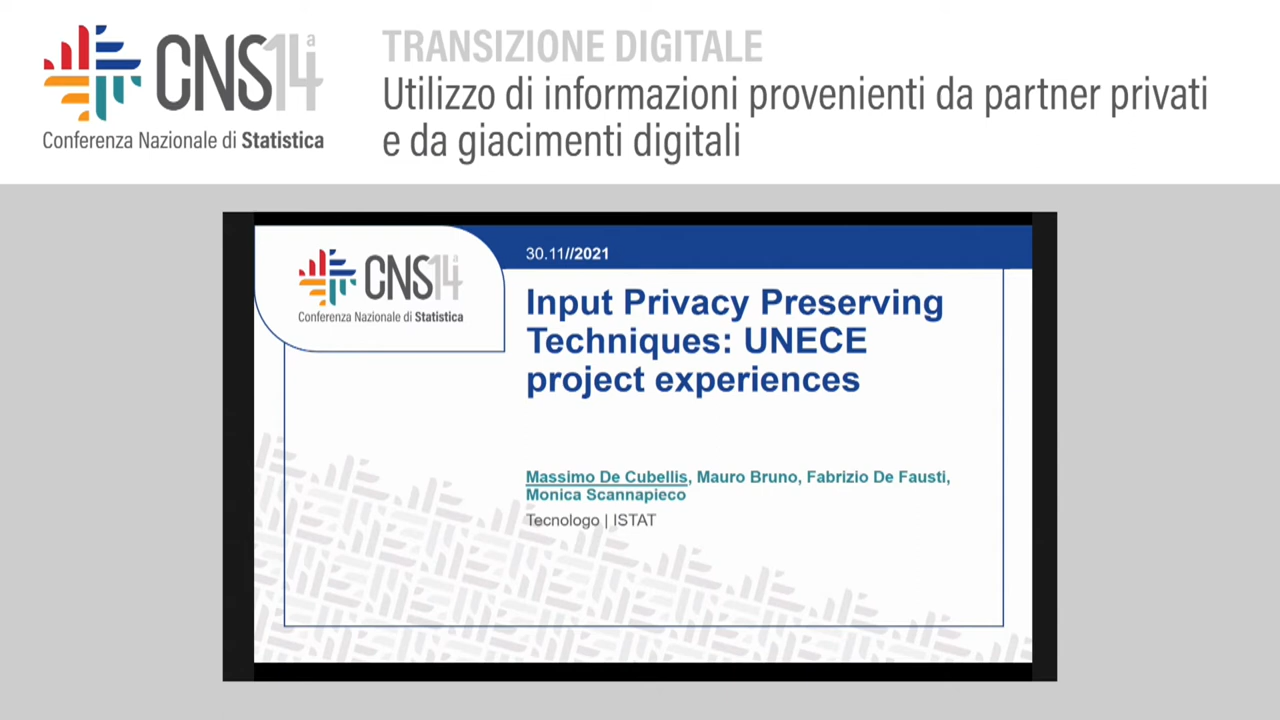 CNS14ª
Conferenza Nazionale di Statistica
TRANSIZIONE DIGITALE
Utilizzo di informazioni provenienti da partner privati
e da giacimenti digitali
CNS14ª
Conferenza Nazionale di Statistica
30.11//2021
Input Privacy Preserving
Techniques: UNECE
project experiences
Massimo De Cubellis, Mauro Bruno, Fabrizio De Fausti,
Monica Scannapieco
Tecnologo | ISTAT